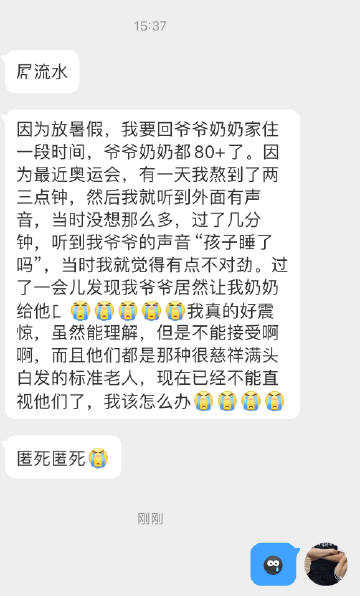 15:37
流水
因为放暑假，我要回爷爷奶奶家住
一段时间，爷爷奶奶都80+了。因
为最近奥运会，有一天我熬到了两
三点钟，然后我就听到外面有声
音，当时没想那么多，过了几分
钟，听到我爷爷的声音“孩子睡了
吗”，当时我就觉得有点不对劲。过
了一会儿发现我爷爷居然让我奶奶
给他😭😭😭😭😭我真的好震
惊，虽然能理解，但是不能接受啊
啊，而且他们都是那种很慈祥满头
白发的标准老人，现在已经不能直
视他们了，我该怎么办😭😭😭😭
匿死匿死😭
刚刚